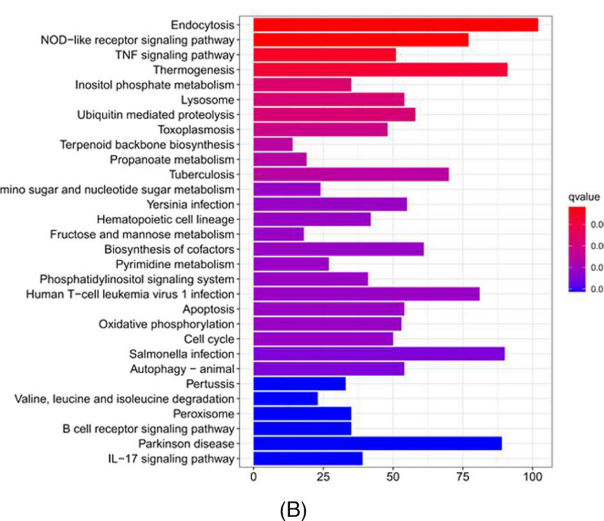 Endocytosis
NOD−like receptor signaling pathway
TNF signaling pathway
Thermogenesis
Inositol phosphate metabolism
Lysosome
Ubiquitin mediated proteolysis
Toxoplasmosis
Terpenoid backbone biosynthesis
Propanoate metabolism
Tuberculosis
mino sugar and nucleotide sugar metabolism
Yersinia infection
Hematopoietic cell lineage
Fructose and mannose metabolism
Biosynthesis of cofactors
Pyrimidine metabolism
Phosphatidylinositol signaling system
Human T−cell leukemia virus 1 infection
Apoptosis
Oxidative phosphorylation
Cell cycle
Salmonella infection
Autophagy − animal
Pertussis
Valine, leucine and isoleucine degradation
Peroxisome
B cell receptor signaling pathway
Parkinson disease
IL−17 signaling pathway
0 25 50 75 100
qvalue
0.0
0.0
0.0
0.0
(B)